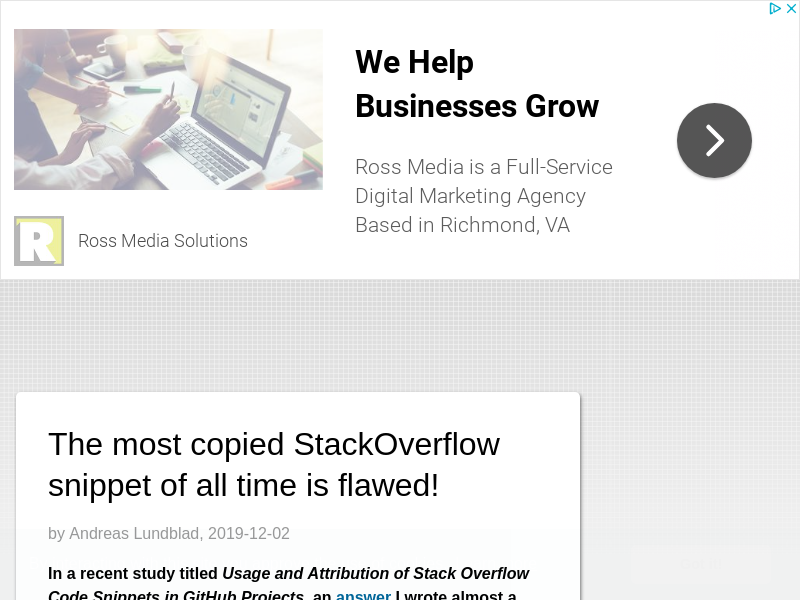 We Help
Businesses Grow
Ross Media is a Full-Service
Digital Marketing Agency
Based in Richmond, VA
R
Ross Media Solutions
The most copied StackOverflow
snippet of all time is flawed!
by Andreas Lundblad, 2019-12-02
In a recent study titled Usage and Attribution of Stack Overflow
Code Snippets in GitHub Projects, an answer I wrote almost a